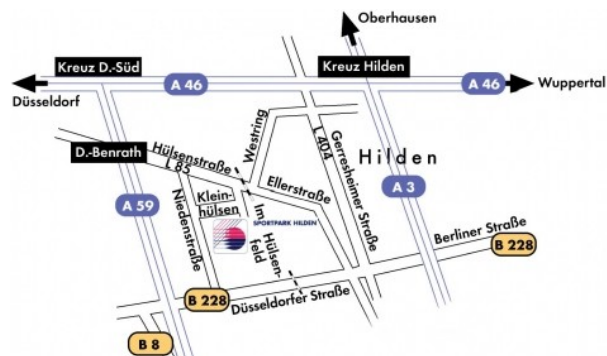 Oberhausen
Kreuz D.-Süd
Kreuz Hilden
A 46
A 46
Düsseldorf
Wuppertal
Westring
L 404
Gerresheimer Straße
Hilden
D.-Benrath
Hülsenstraße
L 85
Ellerstraße
A 59
A 3
Klein-
hülsen
Niedenstraße
SPORTPARK HILDEN
Im Hülsen-
feld
Berliner Straße
B 228
B 228
Düsseldorfer Straße
B 8